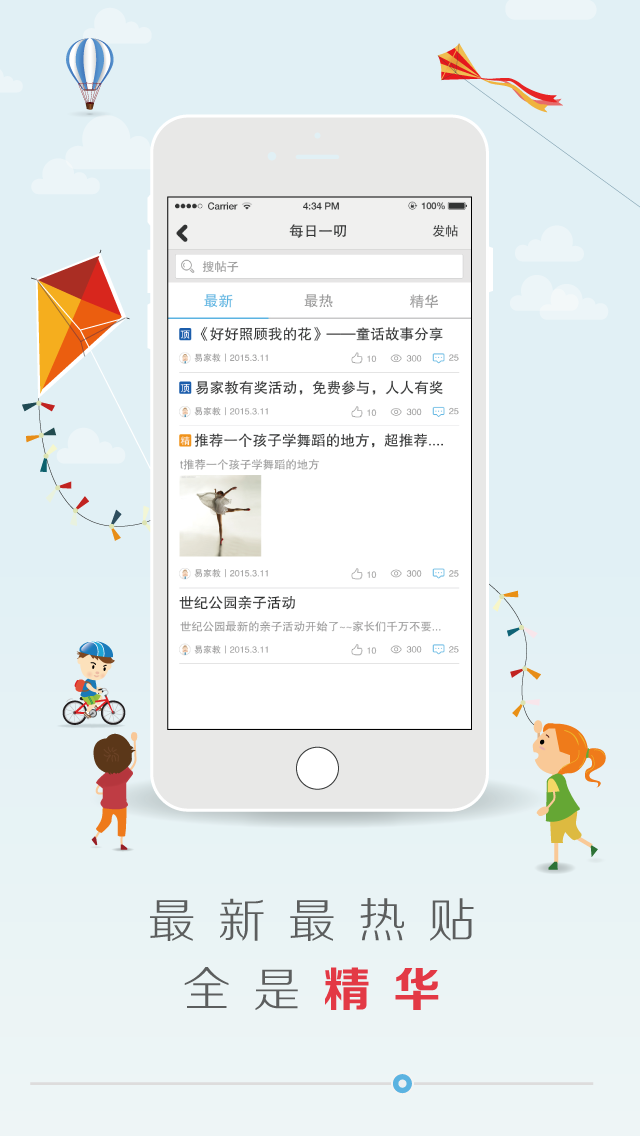 Carrier 4:34 PM 100%
每日一叨 发帖
搜帖子
最新 最热 精华
顶 《好好照顾我的花》——童话故事分享
易家教 | 2015.3.11 10 300 25
顶 易家教有奖活动，免费参与，人人有奖
易家教 | 2015.3.11 10 300 25
精 推荐一个孩子学舞蹈的地方，超推荐....
t推荐一个孩子学舞蹈的地方
易家教 | 2015.3.11 10 300 25
世纪公园亲子活动
世纪公园最新的亲子活动开始了~~家长们千万不要...
易家教 | 2015.3.11 10 300 25
最新最热贴
全是精华